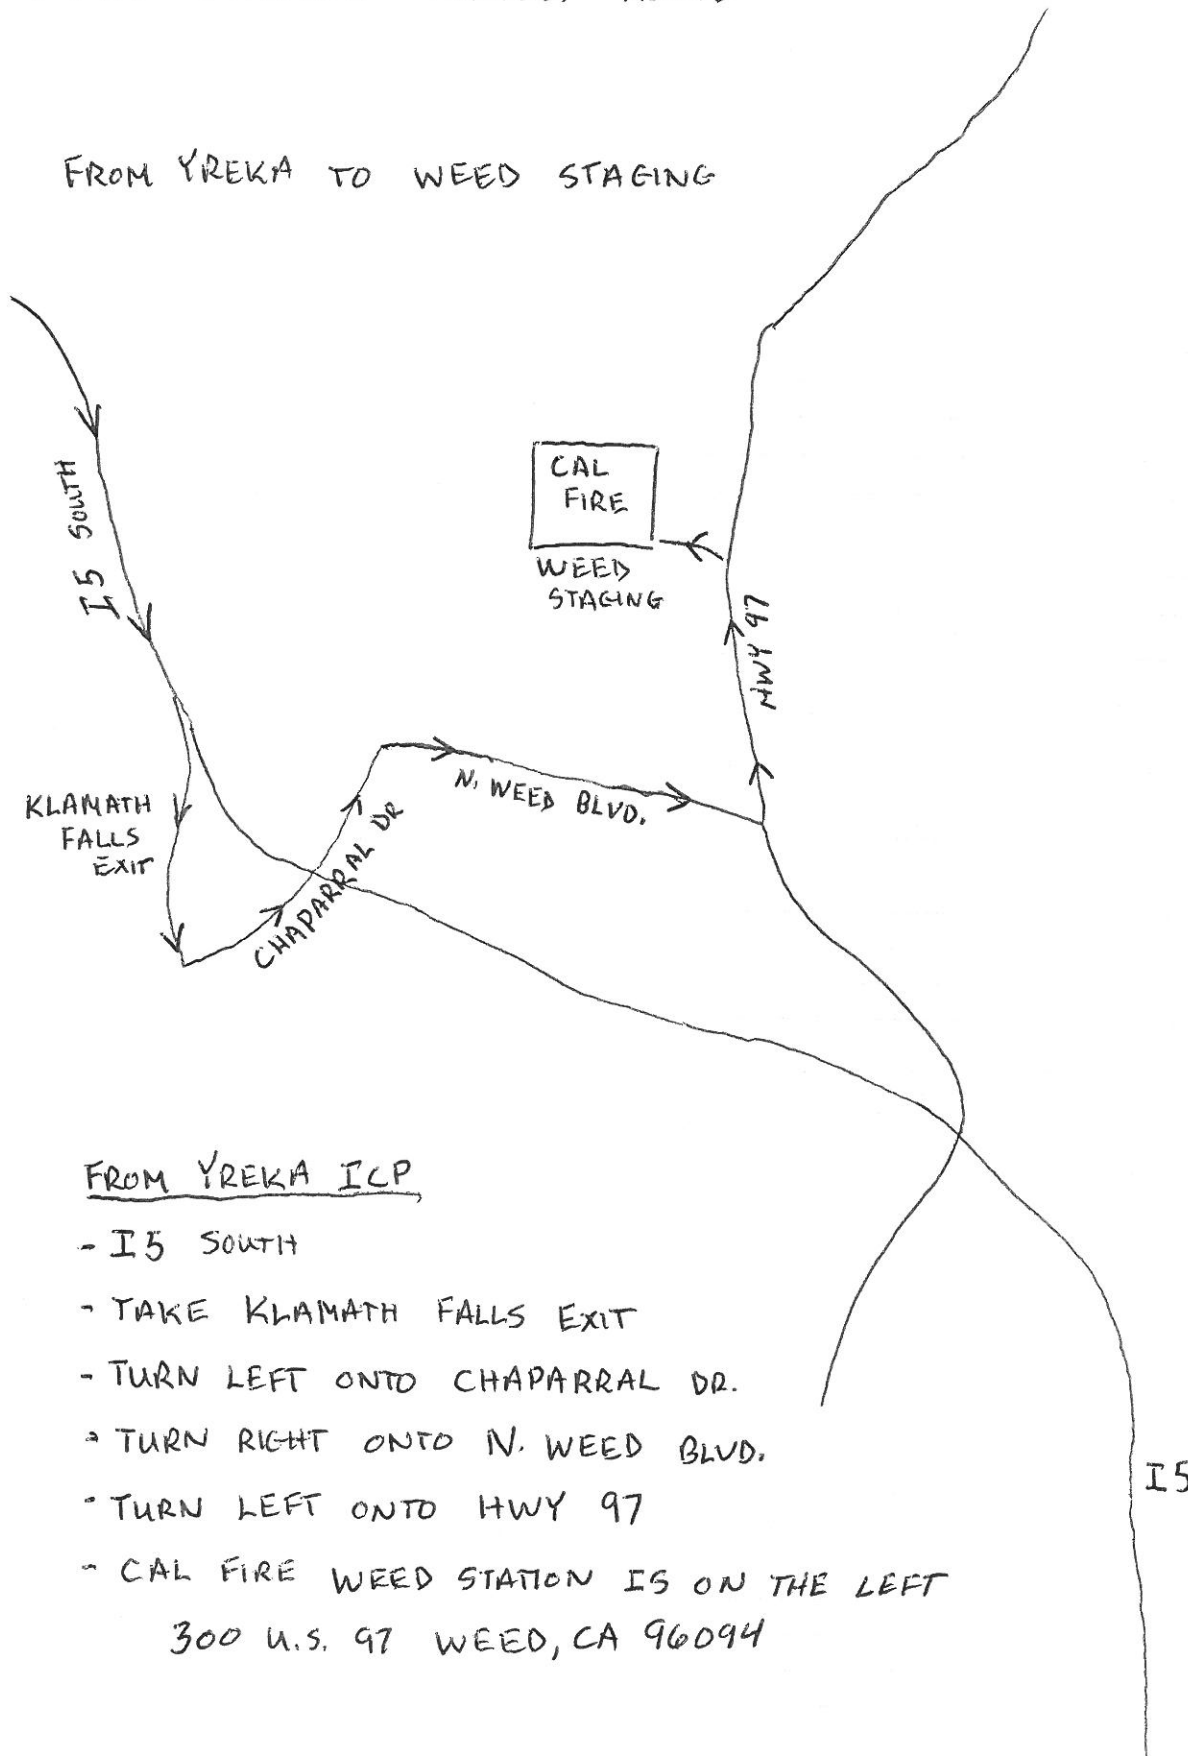 FROM YREKA TO WEED STAGING
I5 SOUTH
CAL
FIRE
WEED
STAGING
HWY 97
KLAMATH
FALLS
EXIT
CHAPARRAL DR
N. WEED BLVD.
FROM YREKA ICP
- I5 SOUTH
- TAKE KLAMATH FALLS EXIT
- TURN LEFT ONTO CHAPARRAL DR.
- TURN RIGHT ONTO N. WEED BLVD.
- TURN LEFT ONTO HWY 97
- CAL FIRE WEED STATION IS ON THE LEFT
300 U.S. 97 WEED, CA 96094
I5